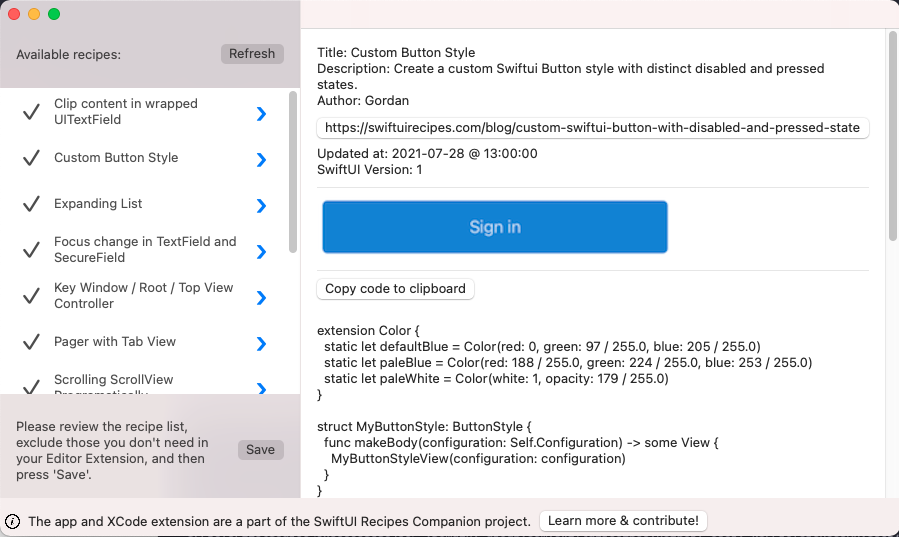 Available recipes:
Refresh
Clip content in wrapped
UITextField
Custom Button Style
Expanding List
Focus change in TextField and
SecureField
Key Window / Root / Top View
Controller
Pager with Tab View
Scrolling ScrollView
Programatically
Please review the recipe list,
exclude those you don't need in
your Editor Extension, and then
press 'Save'.
Save
Title: Custom Button Style
Description: Create a custom Swiftui Button style with distinct disabled and pressed
states.
Author: Gordan
https://swiftuirecipes.com/blog/custom-swiftui-button-with-disabled-and-pressed-state
Updated at: 2021-07-28 @ 13:00:00
SwiftUI Version: 1
Sign in
Copy code to clipboard
extension Color {
static let defaultBlue = Color(red: 0, green: 97 / 255.0, blue: 205 / 255.0)
static let paleBlue = Color(red: 188 / 255.0, green: 224 / 255.0, blue: 253 / 255.0)
static let paleWhite = Color(white: 1, opacity: 179 / 255.0)
}
struct MyButtonStyle: ButtonStyle {
func makeBody(configuration: Self.Configuration) -> some View {
MyButtonStyleView(configuration: configuration)
}
}
The app and XCode extension are a part of the SwiftUI Recipes Companion project.
Learn more & contribute!